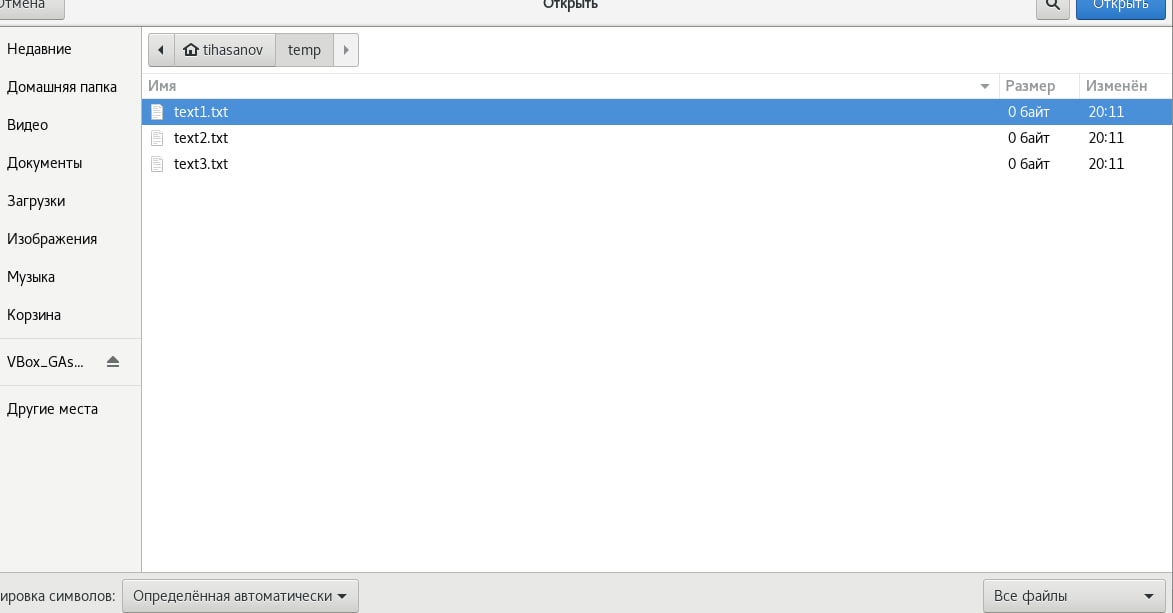 Отмена
Открыть
Открыть
Недавние
Домашняя папка
Видео
Документы
Загрузки
Изображения
Музыка
Корзина
VBox_GAs...
Другие места
tihasanov temp
Имя Размер Изменён
text1.txt 0 байт 20:11
text2.txt 0 байт 20:11
text3.txt 0 байт 20:11
ировка символов: Определённая автоматически Все файлы